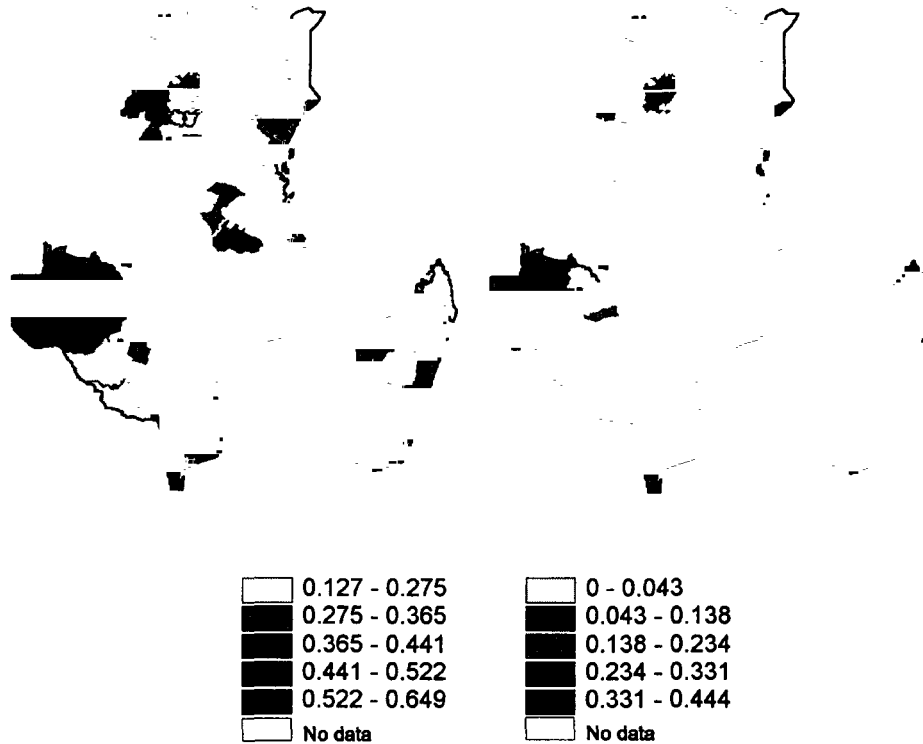 0.127 - 0.275
0.275 - 0.365
0.365 - 0.441
0.441 - 0.522
0.522 - 0.649
No data
0 - 0.043
0.043 - 0.138
0.138 - 0.234
0.234 - 0.331
0.331 - 0.444
No data